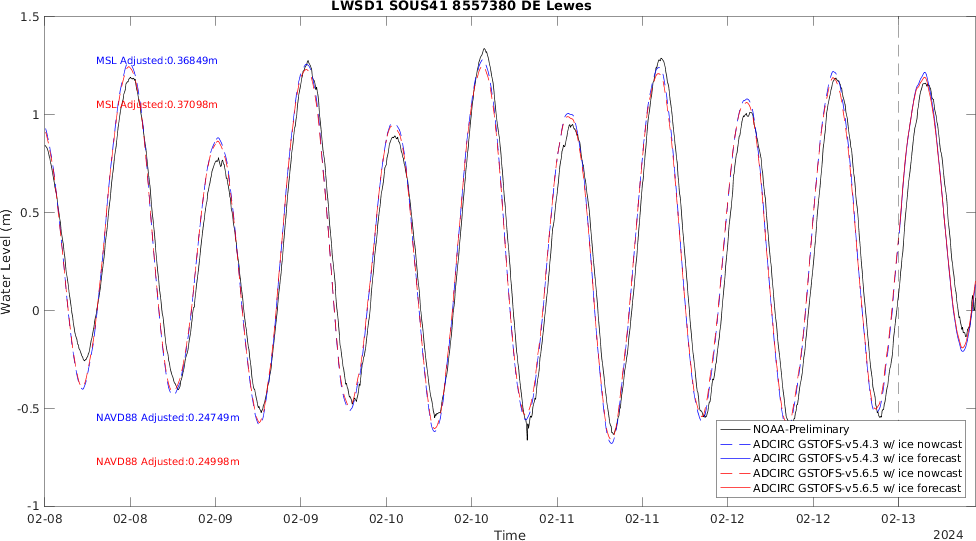 LWSD1 SOUS41 8557380 DE Lewes
1.5
MSL Adjusted:0.36849m
MSL Adjusted:0.37098m
1
0.5
Water Level (m)
0
-0.5
NAVD88 Adjusted:0.24749m
NAVD88 Adjusted:0.24998m
NOAA-Preliminary
ADCIRC GSTOFS-v5.4.3 w/ ice nowcast
ADCIRC GSTOFS-v5.4.3 w/ ice forecast
ADCIRC GSTOFS-v5.6.5 w/ ice nowcast
ADCIRC GSTOFS-v5.6.5 w/ ice forecast
-1
02-08 02-08 02-09 02-09 02-10 02-10 02-11 02-11 02-12 02-12 02-13
Time
2024